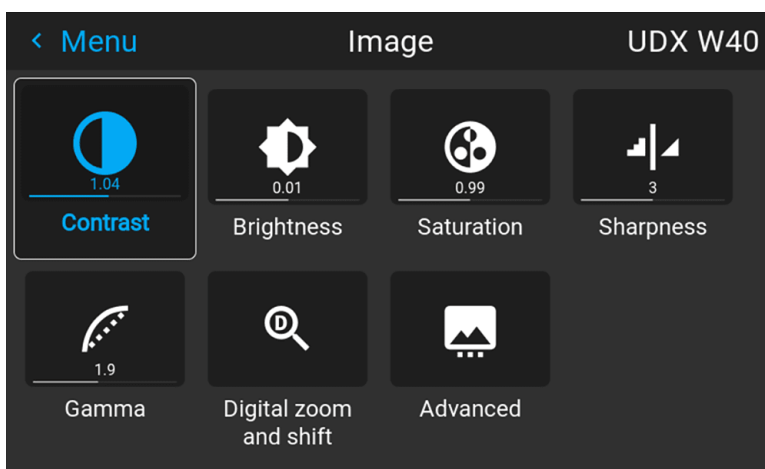 < Menu
Image
UDX W40
1.04
Contrast
0.01
Brightness
0.99
Saturation
3
Sharpness
1.9
Gamma
D
Digital zoom
and shift
Advanced